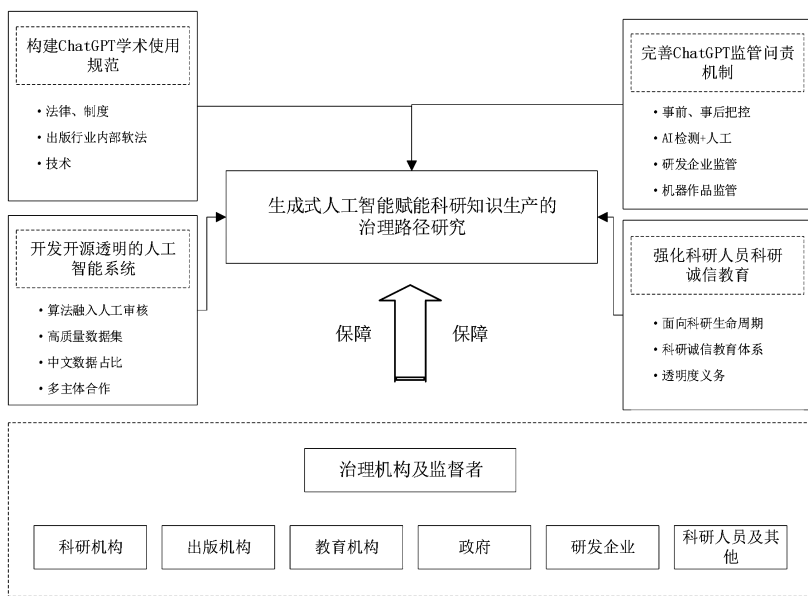 构建ChatGPT学术使用
规范
•法律、制度
•出版行业内部软法
•技术
完善ChatGPT监管问责
机制
•事前、事后把控
•AI检测+人工
•研发企业监管
•机器作品监管
生成式人工智能赋能科研知识生产的
治理路径研究
开发开源透明的人工
智能系统
•算法融入人工审核
•高质量数据集
•中文数据占比
•多主体合作
强化科研人员科研
诚信教育
•面向科研生命周期
•科研诚信教育体系
•透明度义务
保障
保障
治理机构及监督者
科研机构
出版机构
教育机构
政府
研发企业
科研人员及其
他